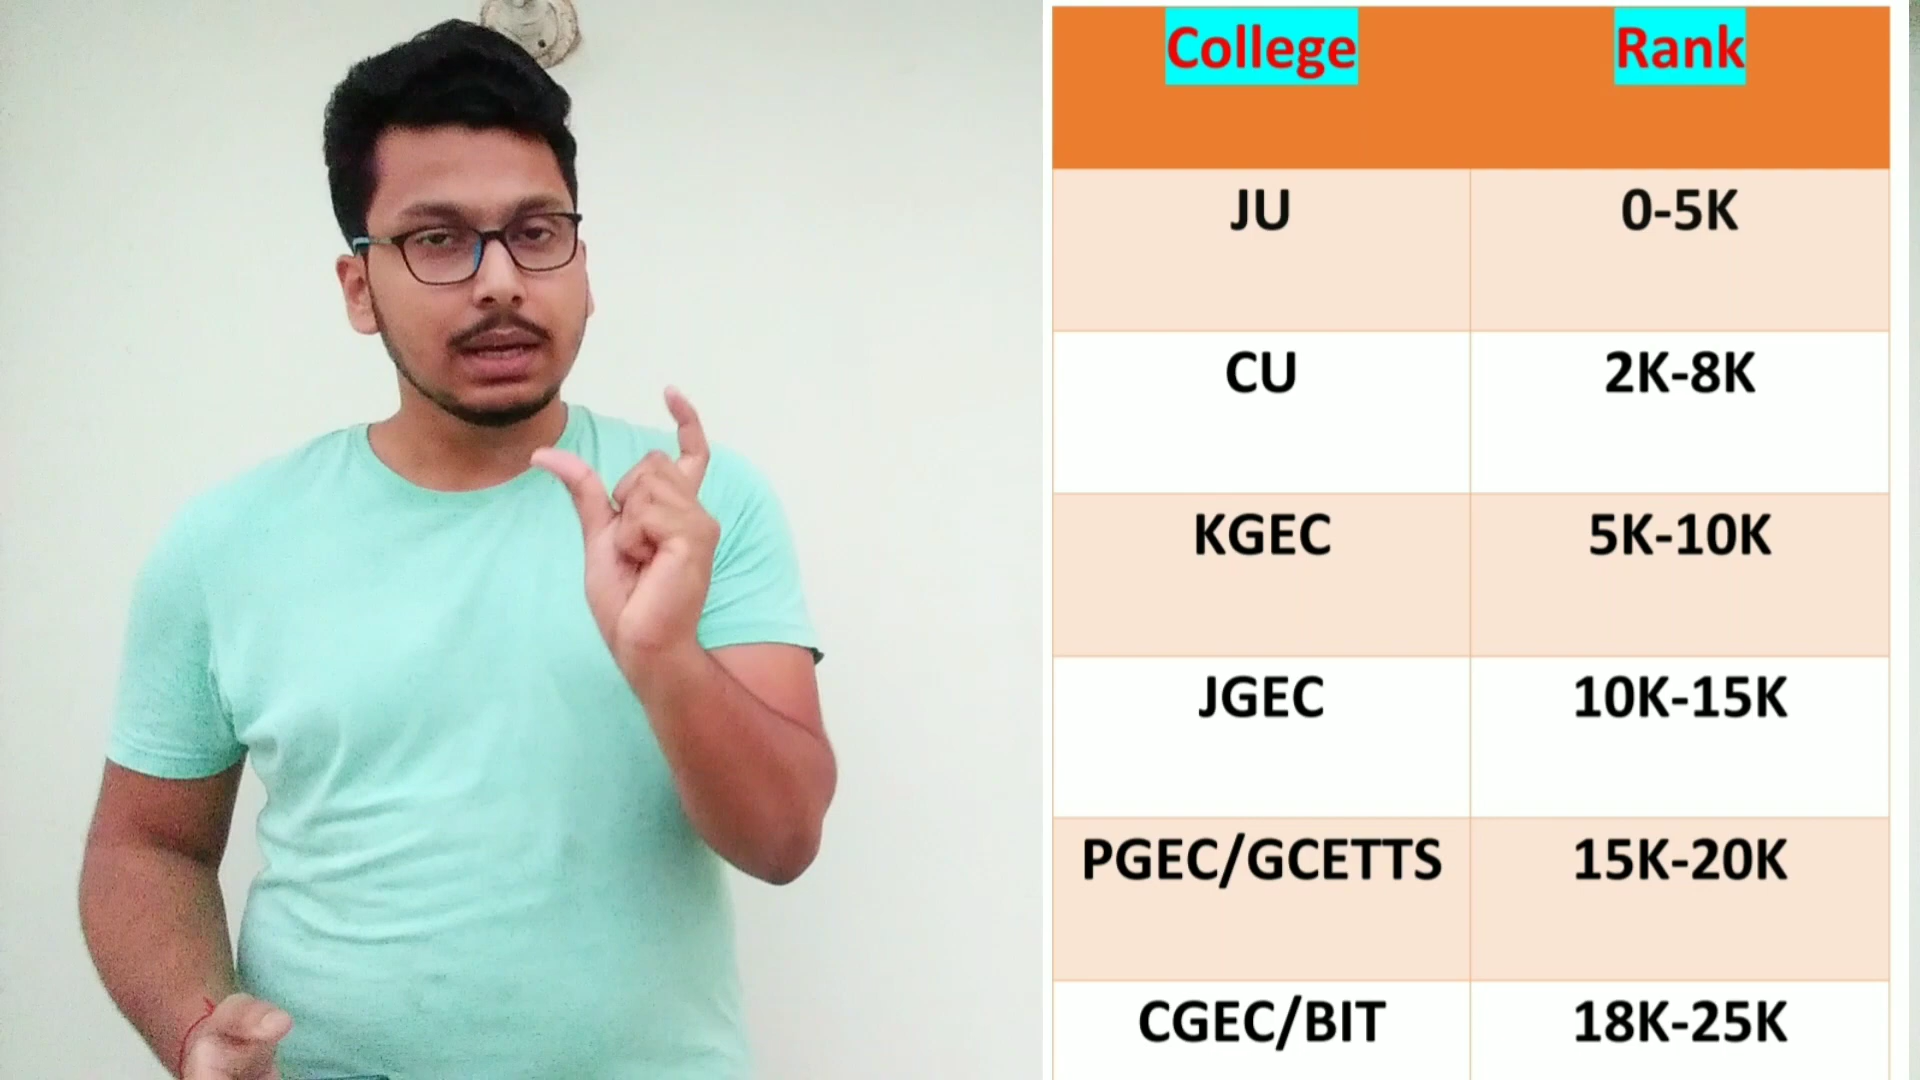 College Rank
JU 0-5K
CU 2K-8K
KGEC 5K-10K
JGEC 10K-15K
PGEC/GCETTS 15K-20K
CGEC/BIT 18K-25K